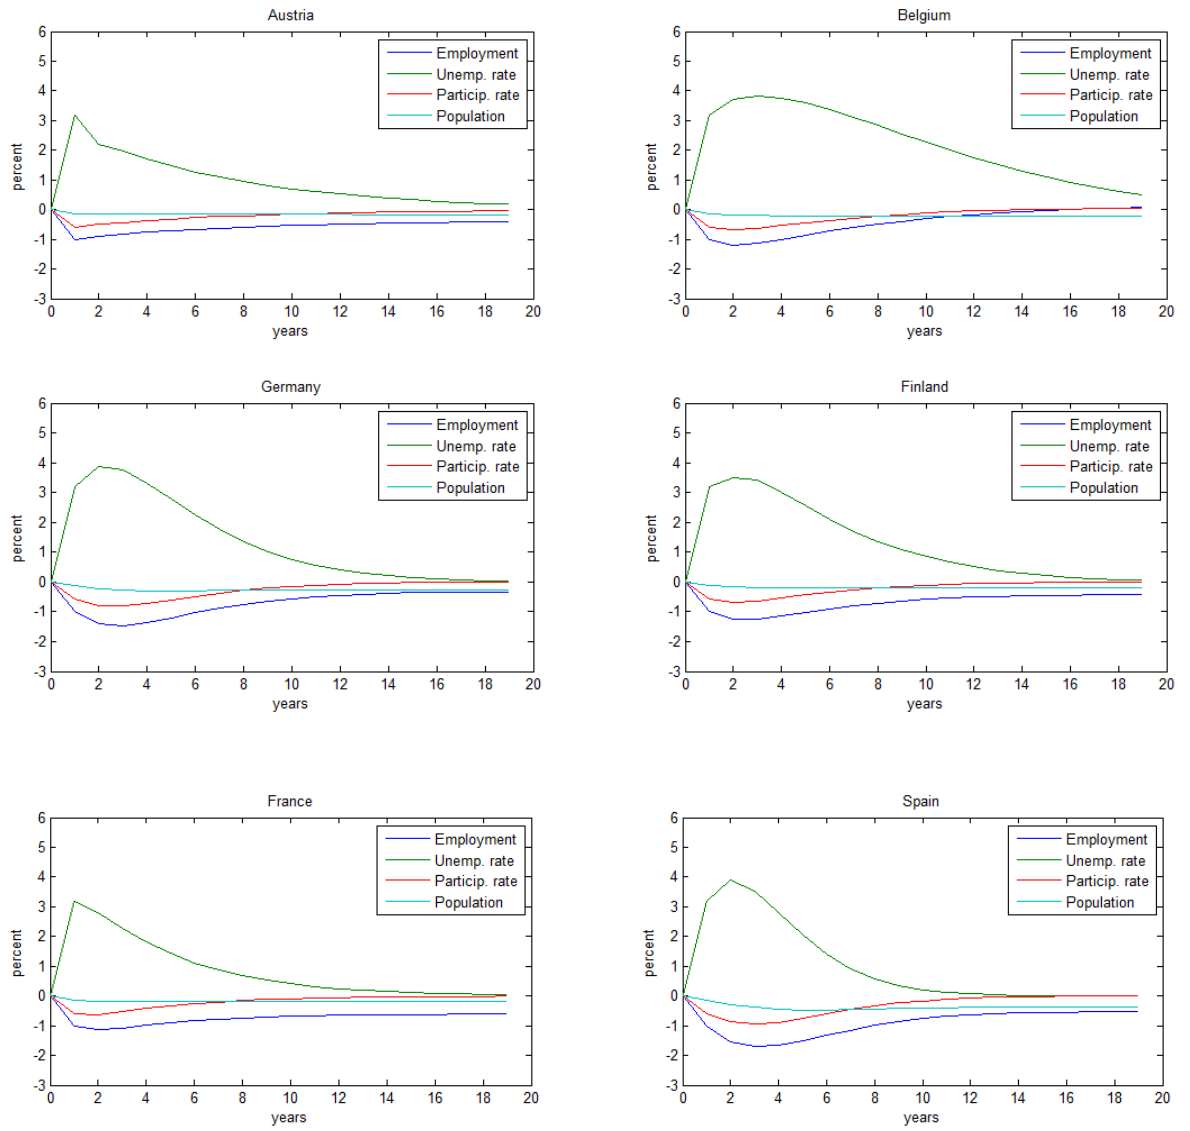 Austria
6
5
4
3
2
1
0
-1
-2
-3
percent
Employment
Unemp. rate
Particip. rate
Population
0 2 4 6 8 10 12 14 16 18 20
years
Belgium
6
5
4
3
2
1
0
-1
-2
-3
percent
Employment
Unemp. rate
Particip. rate
Population
0 2 4 6 8 10 12 14 16 18 20
years
Germany
6
5
4
3
2
1
0
-1
-2
-3
percent
Employment
Unemp. rate
Particip. rate
Population
0 2 4 6 8 10 12 14 16 18 20
years
Finland
6
5
4
3
2
1
0
-1
-2
-3
percent
Employment
Unemp. rate
Particip. rate
Population
0 2 4 6 8 10 12 14 16 18 20
years
France
6
5
4
3
2
1
0
-1
-2
-3
percent
Employment
Unemp. rate
Particip. rate
Population
0 2 4 6 8 10 12 14 16 18 20
years
Spain
6
5
4
3
2
1
0
-1
-2
-3
percent
Employment
Unemp. rate
Particip. rate
Population
0 2 4 6 8 10 12 14 16 18 20
years